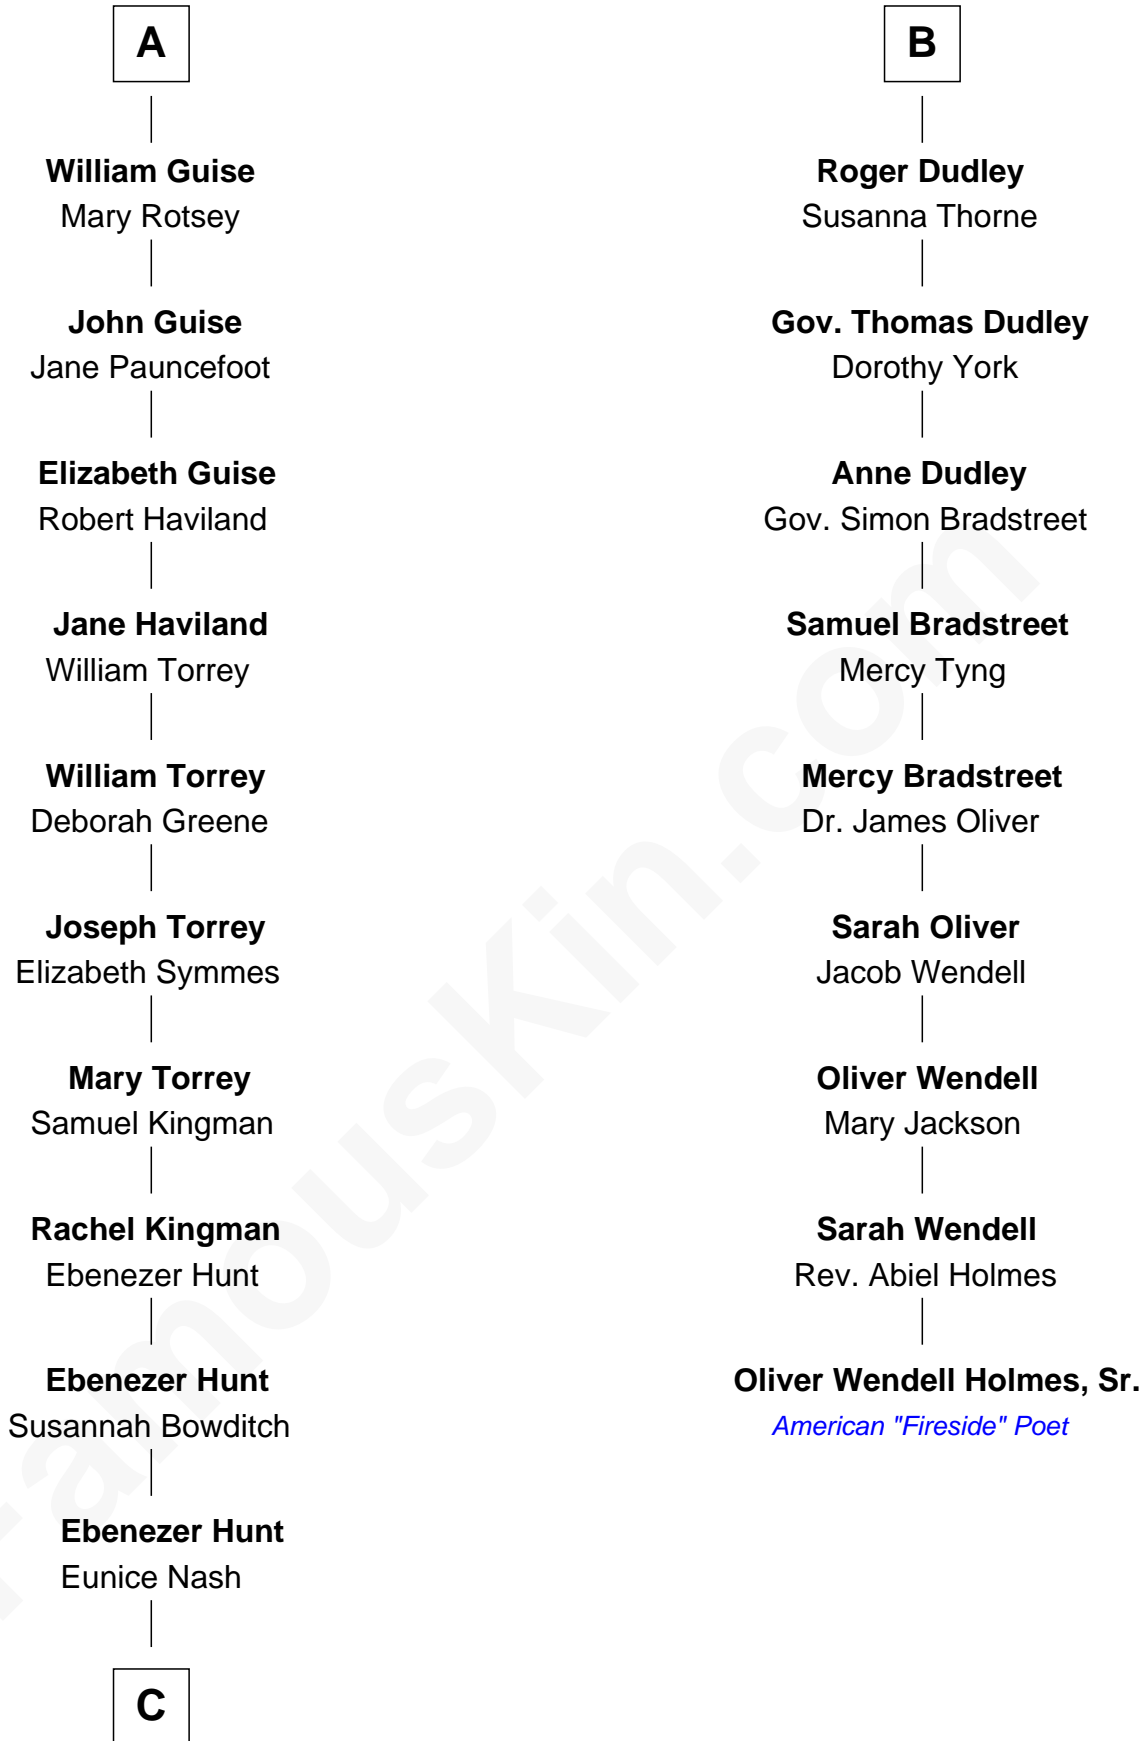 A
William Guise
Mary Rotsey
John Guise
Jane Pauncefoot
Elizabeth Guise
Robert Haviland
Jane Haviland
William Torrey
William Torrey
Deborah Greene
Joseph Torrey
Elizabeth Symmes
Mary Torrey
Samuel Kingman
Rachel Kingman
Ebenezer Hunt
Ebenezer Hunt
Susannah Bowditch
Ebenezer Hunt
Eunice Nash
C
B
Roger Dudley
Susanna Thorne
Gov. Thomas Dudley
Dorothy York
Anne Dudley
Gov. Simon Bradstreet
Samuel Bradstreet
Mercy Tyng
Mercy Bradstreet
Dr. James Oliver
Sarah Oliver
Jacob Wendell
Oliver Wendell
Mary Jackson
Sarah Wendell
Rev. Abiel Holmes
Oliver Wendell Holmes, Sr.
American "Fireside" Poet
FamousKin.com